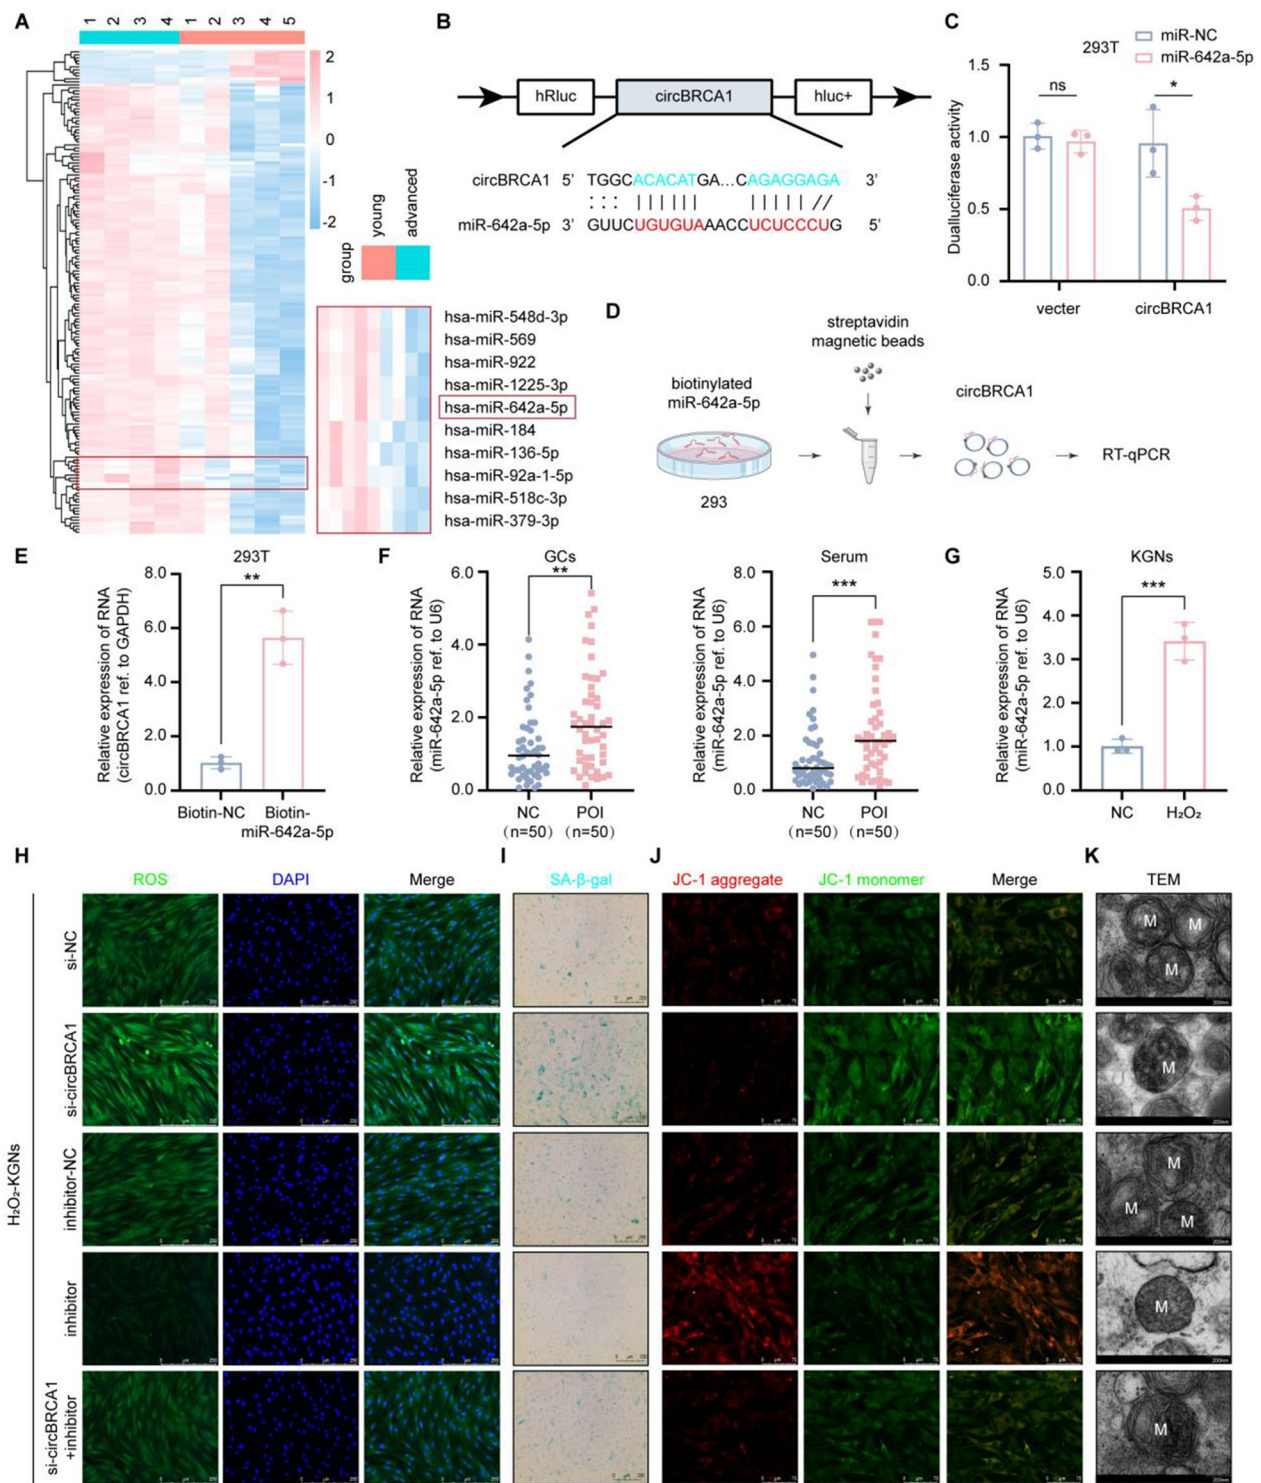 A
1 2 3 4 1 2 3 4 5
2
1
0
-1
-2
group
young
advanced
hsa-miR-548d-3p
hsa-miR-569
hsa-miR-922
hsa-miR-1225-3p
hsa-miR-642a-5p
hsa-miR-184
hsa-miR-136-5p
hsa-miR-92a-1-5p
hsa-miR-518c-3p
hsa-miR-379-3p
B
hRluc circBRCA1 hluc+
circBRCA1 5’ TGGCACACATGA...CAGAGGAGA 3’
miR-642a-5p 3’ GUUCUGUGUAAACCUCUCCCUG 5’
C
293T
miR-NC
miR-642a-5p
Dualluciferase activity
1.5
1.0
0.5
0.0
ns
*
vecter circBRCA1
D
biotinylated
miR-642a-5p
293
streptavidin
magnetic beads
circBRCA1
RT-qPCR
E
293T
Relative expression of RNA
(circBRCA1 ref. to GAPDH)
8.0
6.0
4.0
2.0
0.0
**
Biotin-NC Biotin-
miR-642a-5p
F
GCs
Relative expression of RNA
(miR-642a-5p ref. to U6)
6.0
4.0
2.0
0.0
**
NC POI
(n=50) (n=50)
Serum
Relative expression of RNA
(miR-642a-5p ref. to U6)
8.0
6.0
4.0
2.0
0.0
***
NC POI
(n=50) (n=50)
G
KGNs
Relative expression of RNA
(miR-642a-5p ref. to U6)
5.0
4.0
3.0
2.0
1.0
0.0
***
NC H₂O₂
H I J K
ROS DAPI Merge SA-β-gal JC-1 aggregate JC-1 monomer Merge TEM
H₂O₂-KGNs
si-NC
M M M
si-circBRCA1
M
inhibitor-NC
M M M
inhibitor
M
si-circBRCA1
+inhibitor
M